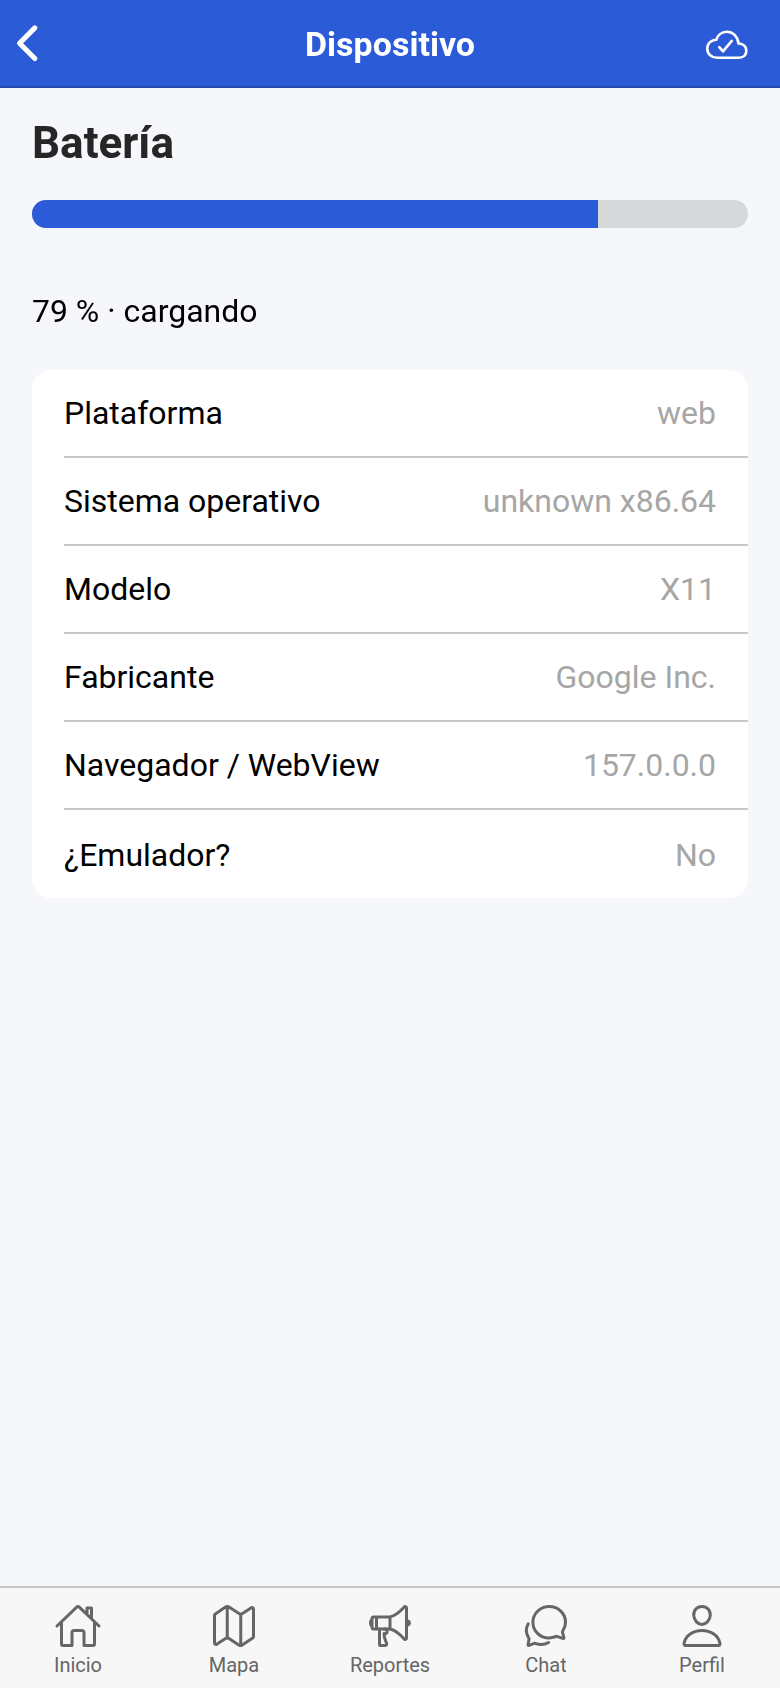 Dispositivo
Batería
79 % · cargando
Plataforma web
Sistema operativo unknown x86.64
Modelo X11
Fabricante Google Inc.
Navegador / WebView 157.0.0.0
¿Emulador? No
Inicio Mapa Reportes Chat Perfil